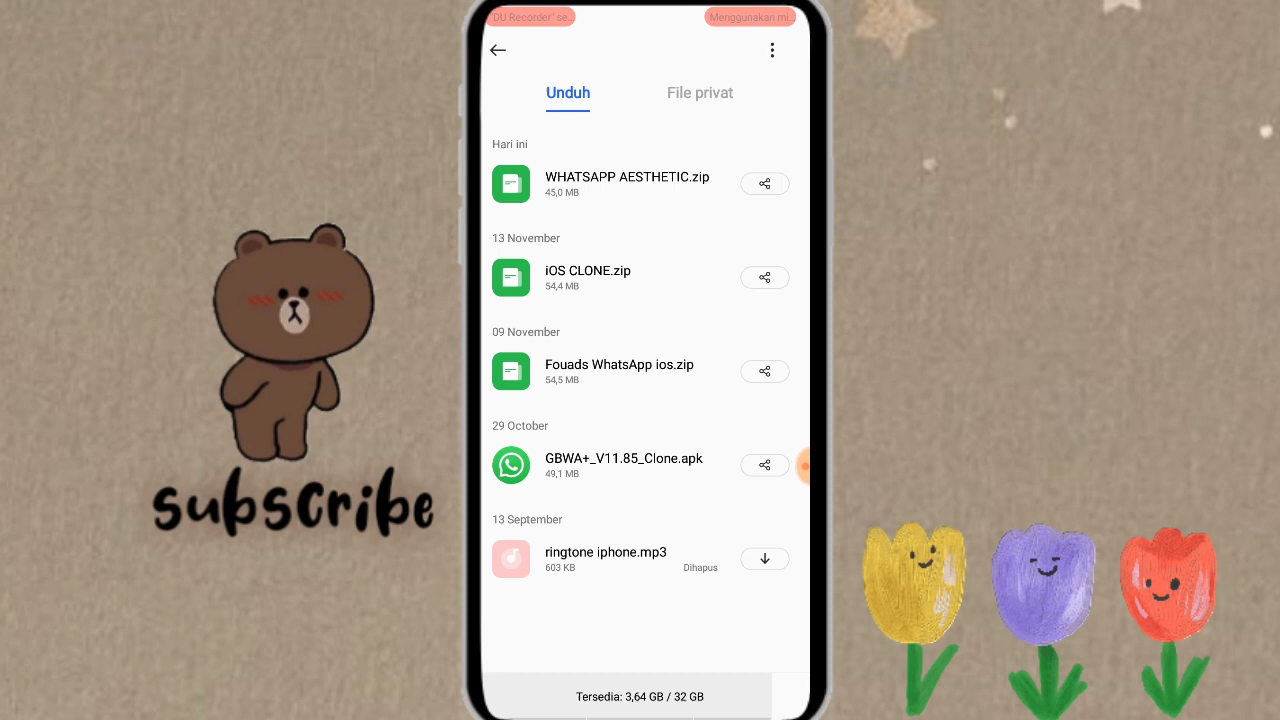 "DU Recorder" se...
Menggunakan mi...
Unduh
File privat
Hari ini
WHATSAPP AESTHETIC.zip
45,0 MB
13 November
iOS CLONE.zip
54,4 MB
09 November
Fouads WhatsApp ios.zip
54,5 MB
29 October
GBWA+_V11.85_Clone.apk
49,1 MB
13 September
ringtone iphone.mp3
603 KB
Dihapus
Tersedia: 3,64 GB / 32 GB
subscribe